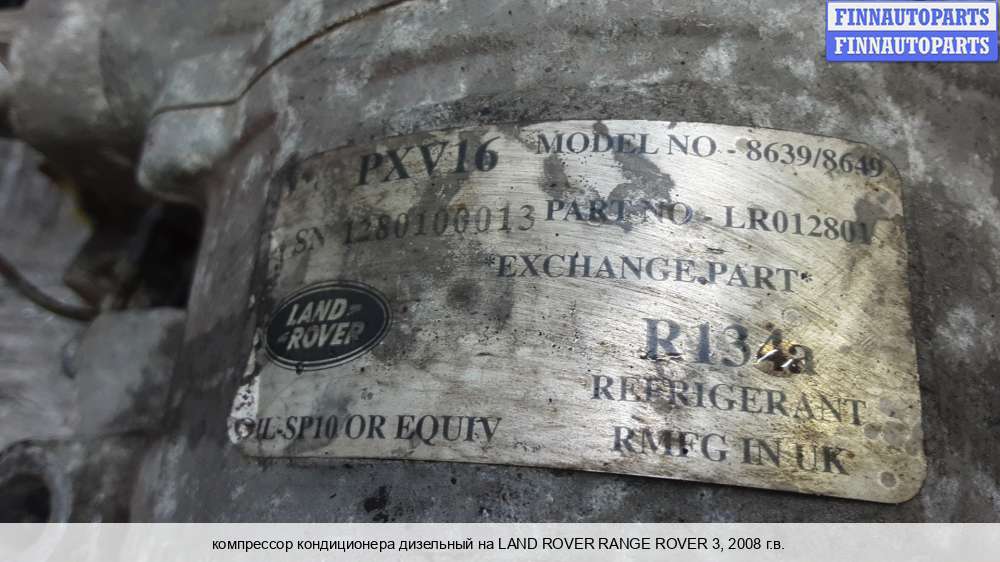 FINNAUTOPARTS
FINNAUTOPARTS
PXV16 MODEL NO - 8639/8649
SN 1280100013 PART NO - LR012801
*EXCHANGE PART*
LAND
ROVER
R134a
REFRIGERANT
OIL-SP10 OR EQUIV RMFG IN UK
компрессор кондиционера дизельный на LAND ROVER RANGE ROVER 3, 2008 г.в.